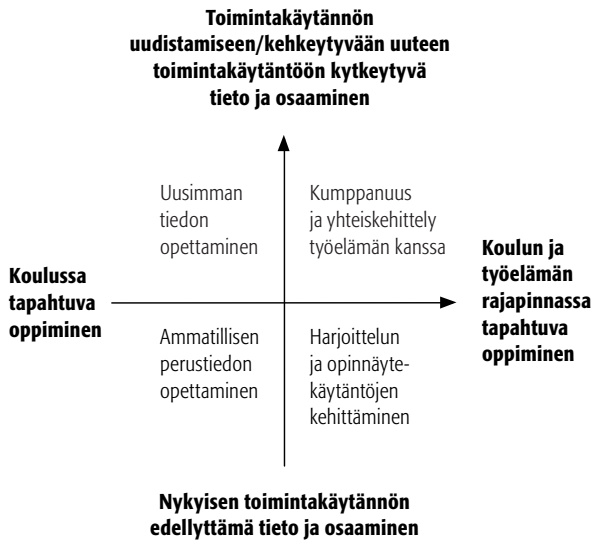 Toimintakäytännön
uudistamiseen/kehkeytyvään uuteen
toimintakäytäntöön kytkeytyvä
tieto ja osaaminen
Uusimman
tiedon
opettaminen
Kumppanuus
ja yhteiskehittely
työelämän kanssa
Koulussa
tapahtuva
oppiminen
Koulun ja
työelämän
rajapinnassa
tapahtuva
oppiminen
Ammatillisen
perustiedon
opettaminen
Harjoittelun
ja opinnäyte-
käytäntöjen
kehittäminen
Nykyisen toimintakäytännön
edellyttämä tieto ja osaaminen